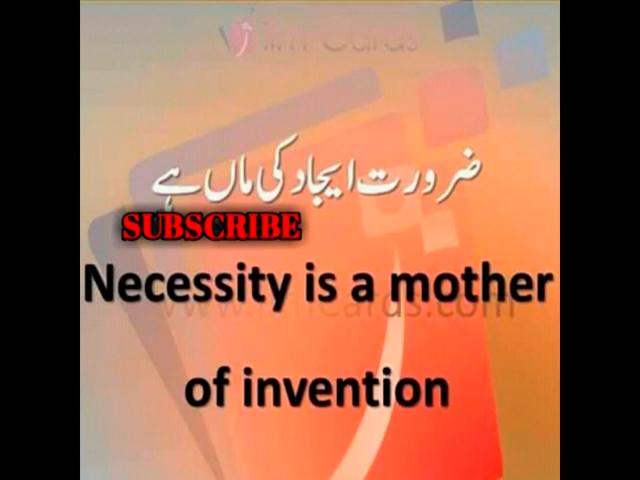 ضرورت ایجاد کی ماں ہے
SUBSCRIBE
Necessity is a mother
of invention